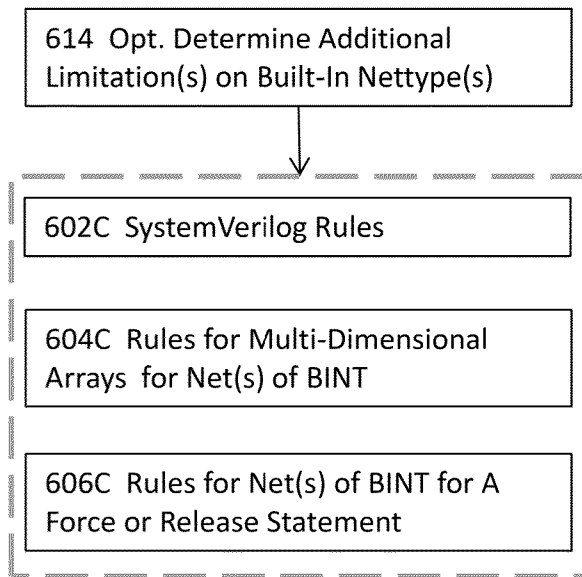 614 Opt. Determine Additional
Limitation(s) on Built-In Nettype(s)
602C SystemVerilog Rules
604C Rules for Multi-Dimensional
Arrays for Net(s) of BINT
606C Rules for Net(s) of BINT for A
Force or Release Statement